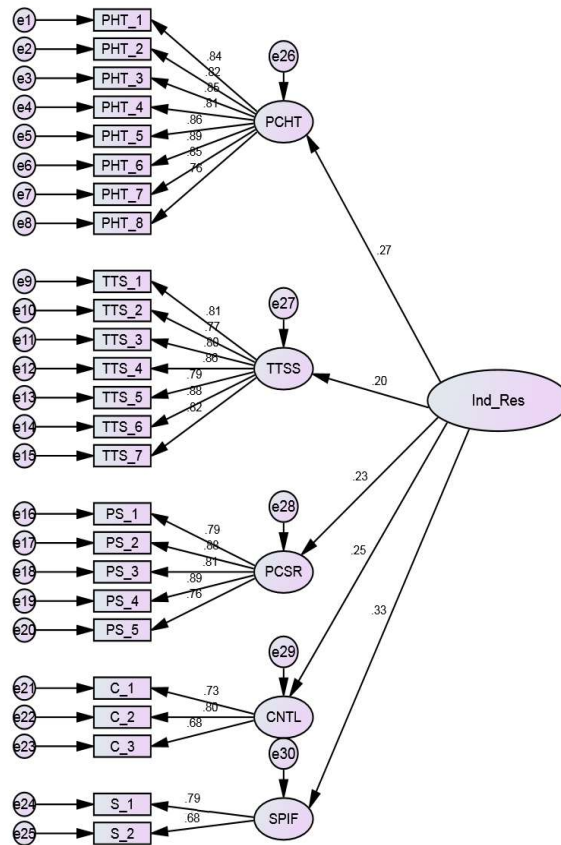 e1 PHT_1
e2 PHT_2
e3 PHT_3
e4 PHT_4
e5 PHT_5
e6 PHT_6
e7 PHT_7
e8 PHT_8
.84
.82
.85
.81
.86
.89
.85
.76
e26
PCHT
.27
e9 TTS_1
e10 TTS_2
e11 TTS_3
e12 TTS_4
e13 TTS_5
e14 TTS_6
e15 TTS_7
.81
.77
.80
.86
.79
.88
.82
e27
TTSS
.20
Ind_Res
e16 PS_1
e17 PS_2
e18 PS_3
e19 PS_4
e20 PS_5
.79
.88
.81
.89
.76
e28
PCSR
.23
e21 C_1
e22 C_2
e23 C_3
.73
.80
.68
e29
CNTL
.25
e24 S_1
e25 S_2
.79
.68
e30
SPIF
.33